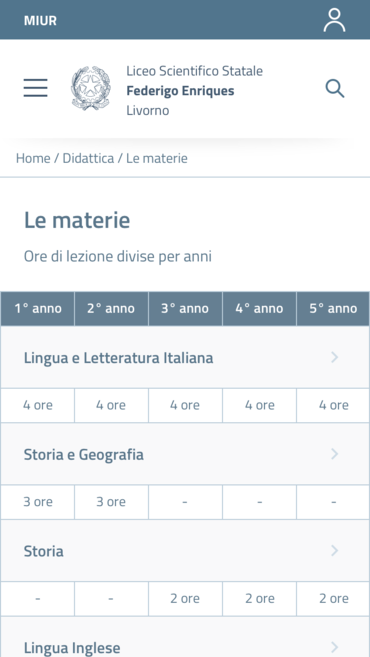 MIUR
Liceo Scientifico Statale
Federigo Enriques
Livorno
Home / Didattica / Le materie
Le materie
Ore di lezione divise per anni
1° anno 2° anno 3° anno 4° anno 5° anno
Lingua e Letteratura Italiana
4 ore 4 ore 4 ore 4 ore 4 ore
Storia e Geografia
3 ore 3 ore - - -
Storia
- - 2 ore 2 ore 2 ore
Lingua Inglese